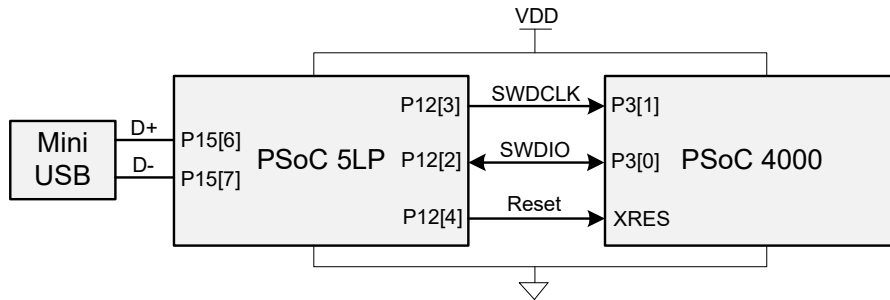 VDD
P12[3]
SWDCLK
P3[1]
Mini
USB
D+
D-
P15[6]
P15[7]
PSoC 5LP
P12[2]
SWDIO
P3[0]
PSoC 4000
P12[4]
Reset
XRES